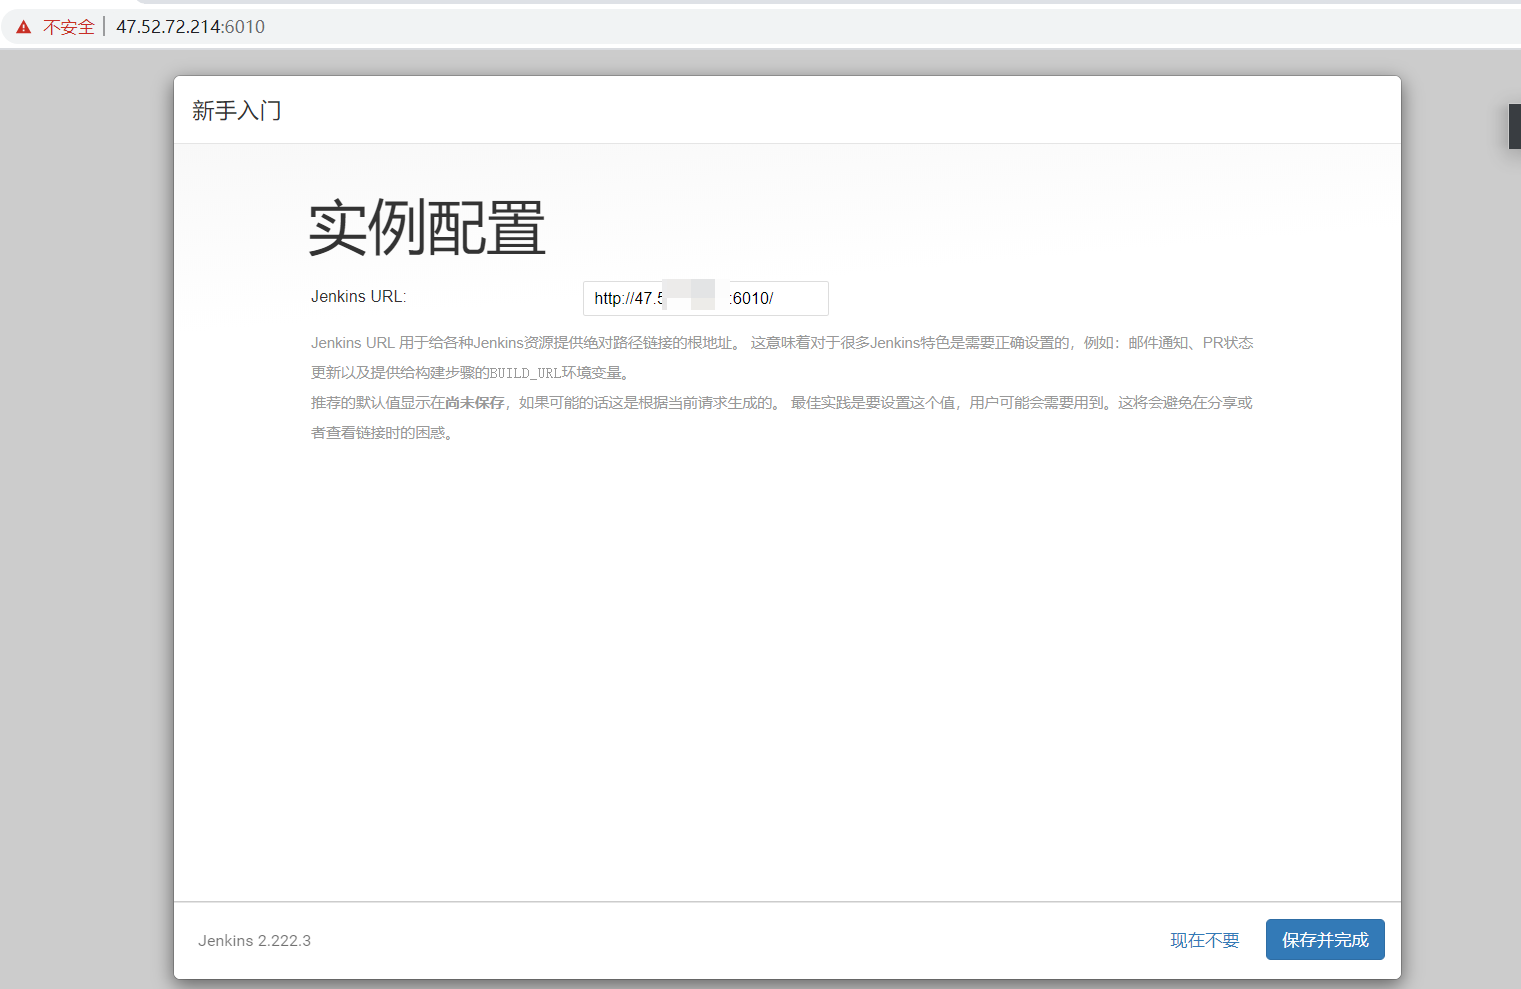 不安全 47.52.72.214:6010
新手入门
实例配置
Jenkins URL: http://47.5 :6010/
Jenkins URL 用于给各种Jenkins资源提供绝对路径链接的根地址。 这意味着对于很多Jenkins特色是需要正确设置的，例如：邮件通知、PR状态
更新以及提供给构建步骤的BUILD_URL环境变量。
推荐的默认值显示在尚未保存，如果可能的话这是根据当前请求生成的。 最佳实践是要设置这个值，用户可能会需要用到。这将会避免在分享或
者查看链接时的困惑。
Jenkins 2.222.3 现在不要 保存并完成